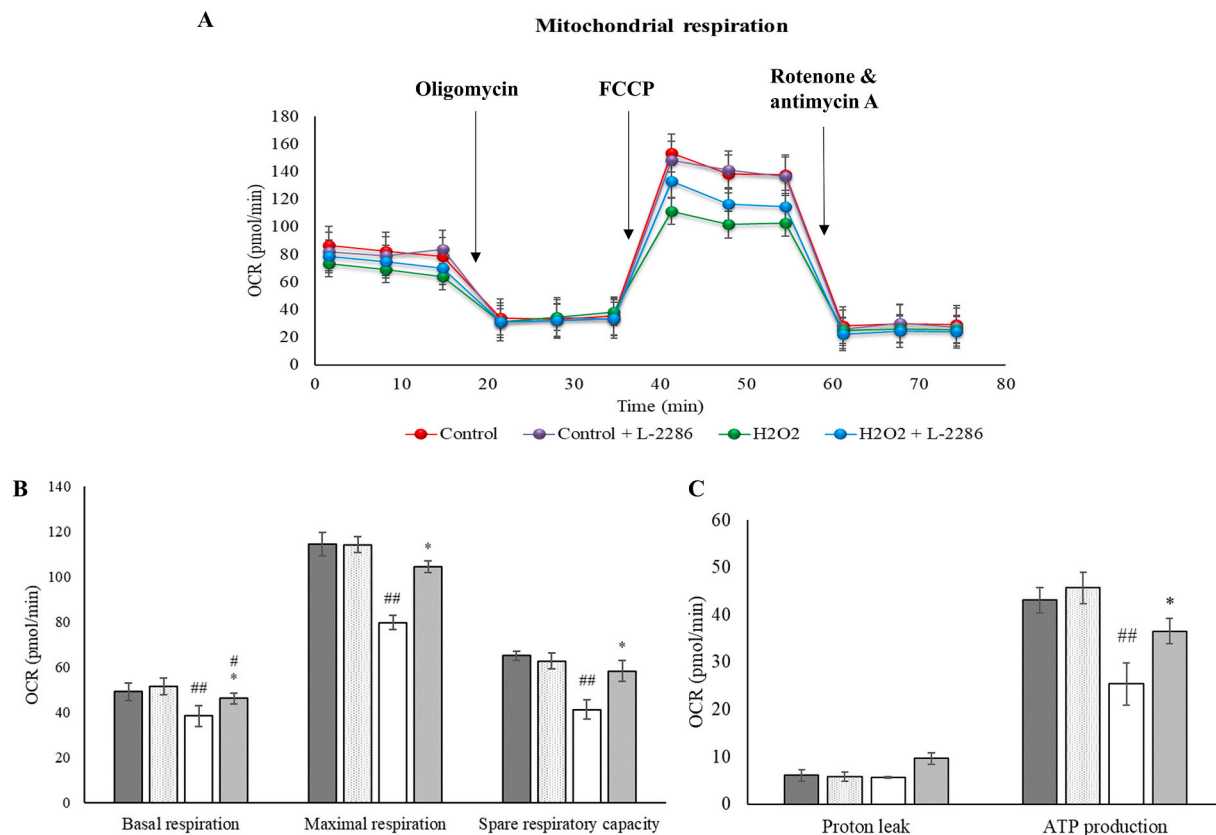 A
Mitochondrial respiration
Oligomycin
FCCP
Rotenone &
antimycin A
OCR (pmol/min)
180
160
140
120
100
80
60
40
20
0
0 10 20 30 40 50 60 70 80
Time (min)
Control Control + L-2286 H2O2 H2O2 + L-2286
B
OCR (pmol/min)
140
120
100
80
60
40
20
0
##
#
*
##
*
##
*
Basal respiration Maximal respiration Spare respiratory capacity
C
OCR (pmol/min)
60
50
40
30
20
10
0
##
*
Proton leak ATP production